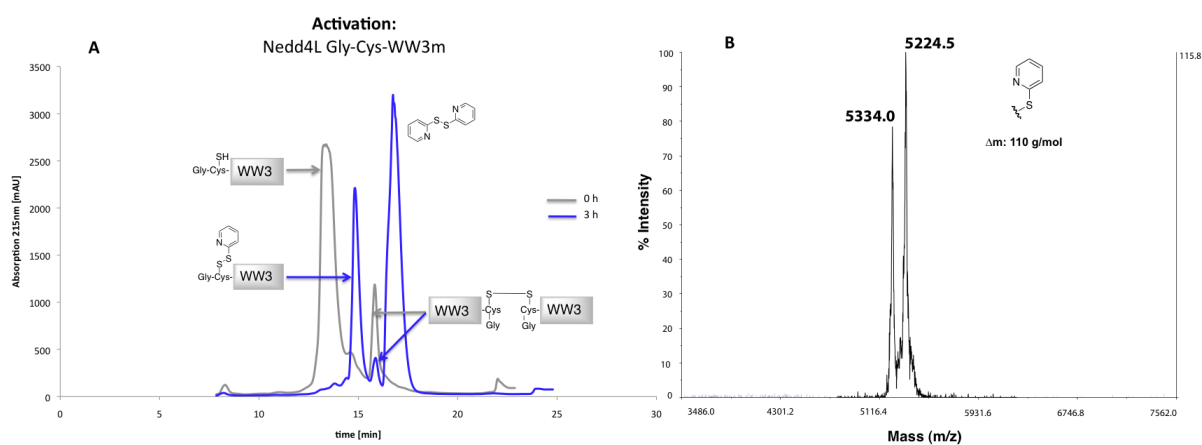 Activation:
Nedd4L Gly-Cys-WW3m
A
3500
3000
2500
2000
1500
1000
500
0
Absorption 215nm [mAU]
0
5
10
15
20
25
30
time [min]
SH
Gly-Cys-
WW3
N
S
S
Gly-Cys-
WW3
N
S
S
N
0 h
3 h
S
S
WW3
-Cys
Cys-
WW3
Gly
Gly
B
5224.5
5334.0
N
S
Δm: 110 g/mol
100
90
80
70
60
50
40
30
20
10
0
% Intensity
115.8
0
3486.0
4301.2
5116.4
5931.6
6746.8
7562.0
Mass (m/z)